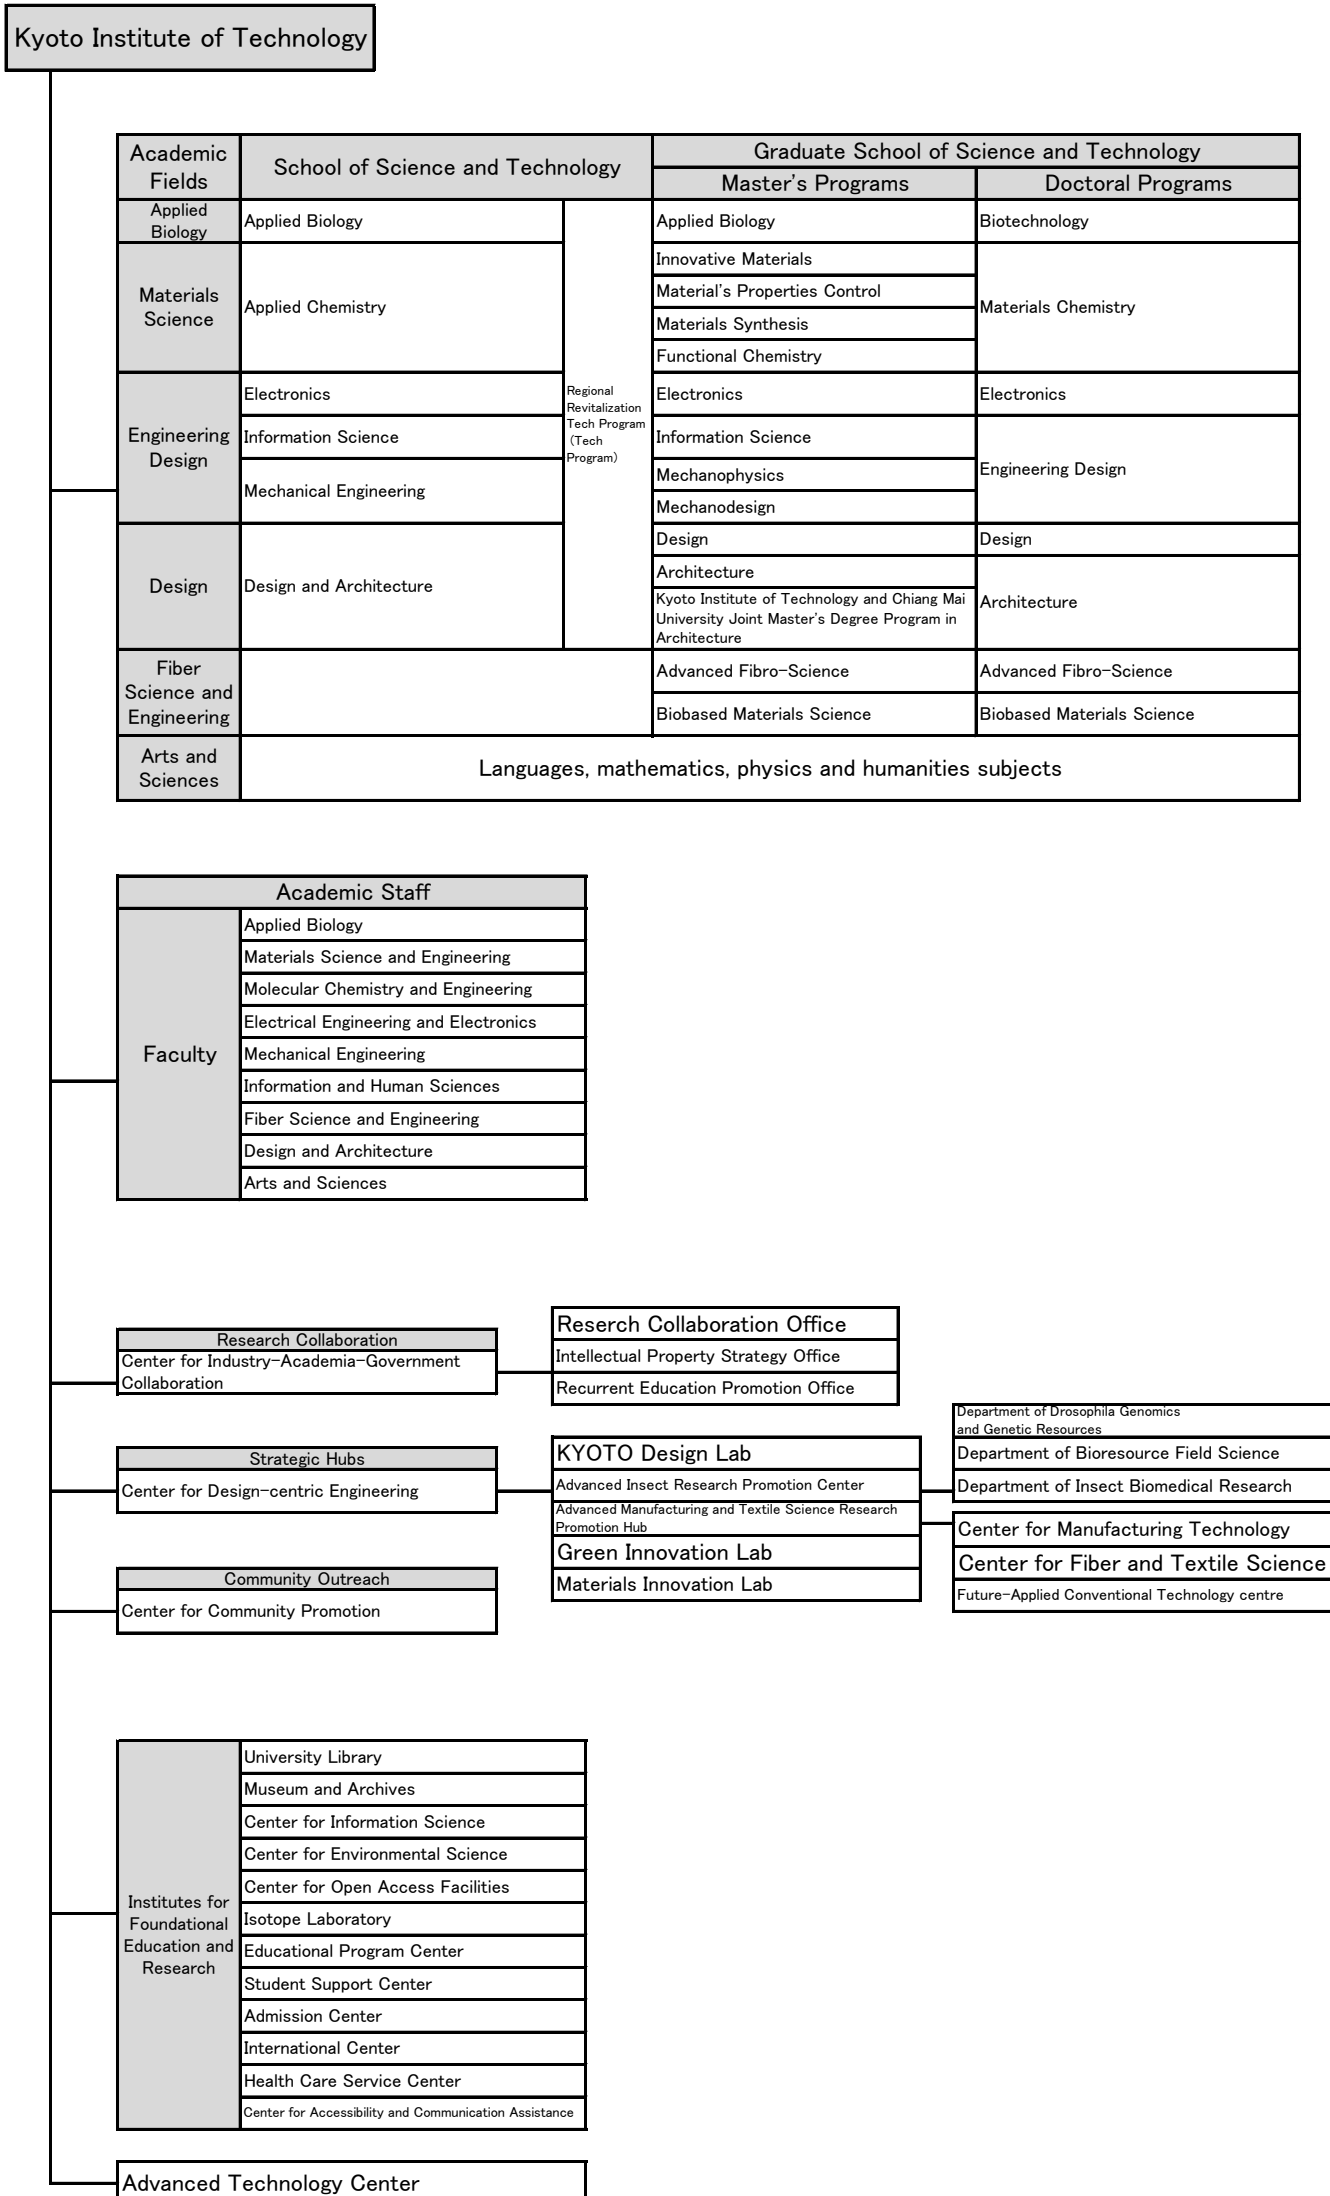 Kyoto Institute of Technology
Academic
Fields
School of Science and Technology
Graduate School of Science and Technology
Master's Programs
Doctoral Programs
Applied
Biology
Applied Biology
Applied Biology
Biotechnology
Materials
Science
Applied Chemistry
Innovative Materials
Material's Properties Control
Materials Synthesis
Functional Chemistry
Materials Chemistry
Engineering
Design
Electronics
Information Science
Mechanical Engineering
Regional
Revitalization
Tech Program
(Tech
Program)
Electronics
Information Science
Mechanophysics
Mechanodesign
Electronics
Engineering Design
Design
Design and Architecture
Design
Architecture
Kyoto Institute of Technology and Chiang Mai
University Joint Master's Degree Program in
Architecture
Design
Architecture
Fiber
Science and
Engineering
Advanced Fibro-Science
Advanced Fibro-Science
Biobased Materials Science
Biobased Materials Science
Arts and
Sciences
Languages, mathematics, physics and humanities subjects
Academic Staff
Faculty
Applied Biology
Materials Science and Engineering
Molecular Chemistry and Engineering
Electrical Engineering and Electronics
Mechanical Engineering
Information and Human Sciences
Fiber Science and Engineering
Design and Architecture
Arts and Sciences
Research Collaboration
Center for Industry-Academia-Government
Collaboration
Reserch Collaboration Office
Intellectual Property Strategy Office
Recurrent Education Promotion Office
Strategic Hubs
Center for Design-centric Engineering
KYOTO Design Lab
Advanced Insect Research Promotion Center
Advanced Manufacturing and Textile Science Research
Promotion Hub
Green Innovation Lab
Materials Innovation Lab
Department of Drosophila Genomics
and Genetic Resources
Department of Bioresource Field Science
Department of Insect Biomedical Research
Center for Manufacturing Technology
Center for Fiber and Textile Science
Future-Applied Conventional Technology centre
Community Outreach
Center for Community Promotion
Institutes for
Foundational
Education and
Research
University Library
Museum and Archives
Center for Information Science
Center for Environmental Science
Center for Open Access Facilities
Isotope Laboratory
Educational Program Center
Student Support Center
Admission Center
International Center
Health Care Service Center
Center for Accessibility and Communication Assistance
Advanced Technology Center